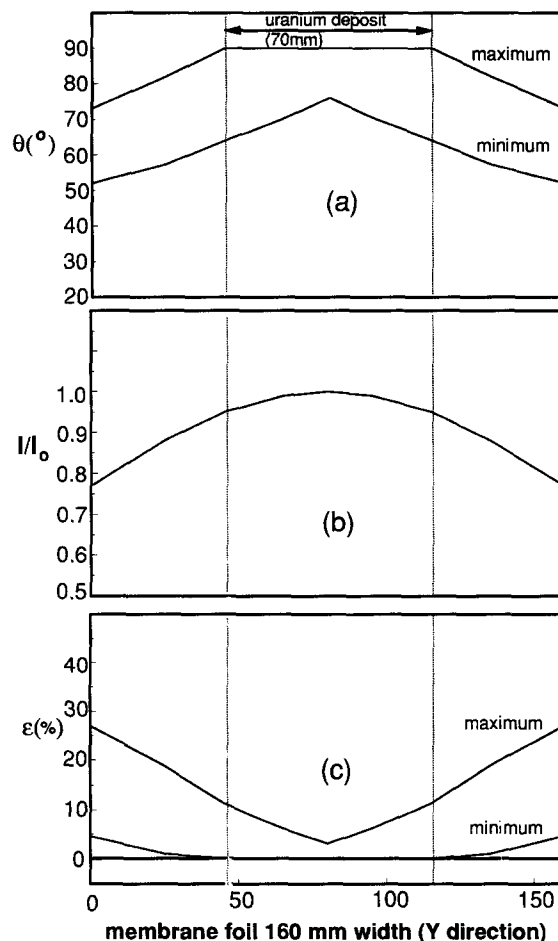 uranium deposit
(70mm)
maximum
minimum
θ(°)
90
80
70
60
50
40
30
20
(a)
I/Io
1.0
0.9
0.8
0.7
0.6
0.5
(b)
ε(%)
40
30
20
10
0
maximum
minimum
(c)
0
50
100
150
membrane foil 160 mm width (Y direction)